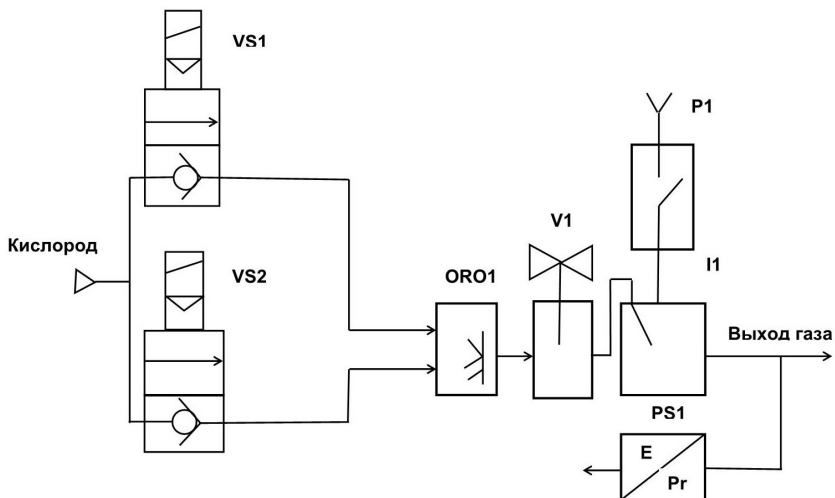 VS1
P1
V1
Кислород
VS2
ORO1
I1
Выход газа
PS1
E
Pr